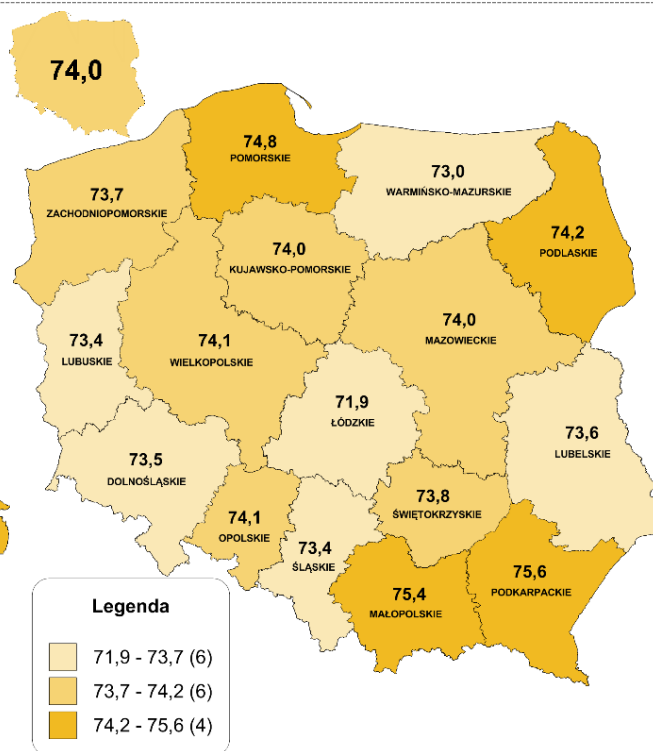 74,0
74,8
POMORSKIE
73,0
WARMIŃSKO-MAZURSKIE
73,7
ZACHODNIOPOMORSKIE
74,2
PODLASKIE
74,0
KUJAWSKO-POMORSKIE
74,0
MAZOWIECKIE
73,4
LUBUSKIE
74,1
WIELKOPOLSKIE
71,9
ŁÓDZKIE
73,6
LUBELSKIE
73,5
DOLNOŚLĄSKIE
74,1
OPOLSKIE
73,8
ŚWIĘTOKRZYSKIE
73,4
ŚLĄSKIE
75,4
MAŁOPOLSKIE
75,6
PODKARPACKIE
Legenda
71,9 - 73,7 (6)
73,7 - 74,2 (6)
74,2 - 75,6 (4)